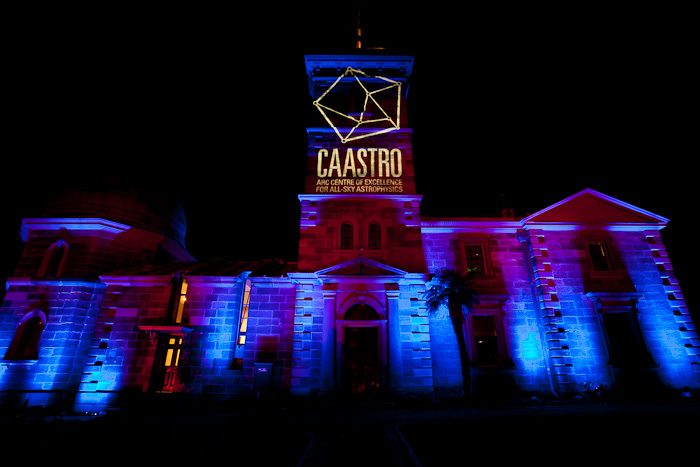 CAASTRO
ARC CENTRE OF EXCELLENCE
FOR ALL-SKY ASTROPHYSICS